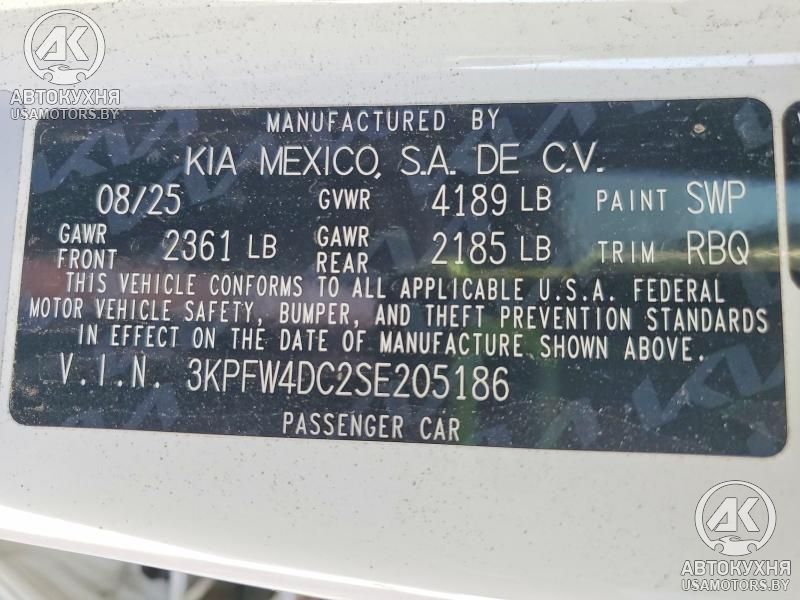 AK
АВТОКУХНЯ
USAMOTORS.BY
MANUFACTURED BY
KIA MEXICO, S.A. DE C.V.
08/25 GVWR 4189 LB PAINT SWP
GAWR FRONT 2361 LB GAWR REAR 2185 LB TRIM RBQ
THIS VEHICLE CONFORMS TO ALL APPLICABLE U.S.A. FEDERAL
MOTOR VEHICLE SAFETY, BUMPER, AND THEFT PREVENTION STANDARDS
IN EFFECT ON THE DATE OF MANUFACTURE SHOWN ABOVE.
V.I.N. 3KPFW4DC2SE205186
PASSENGER CAR
AK
АВТОКУХНЯ
USAMOTORS.BY